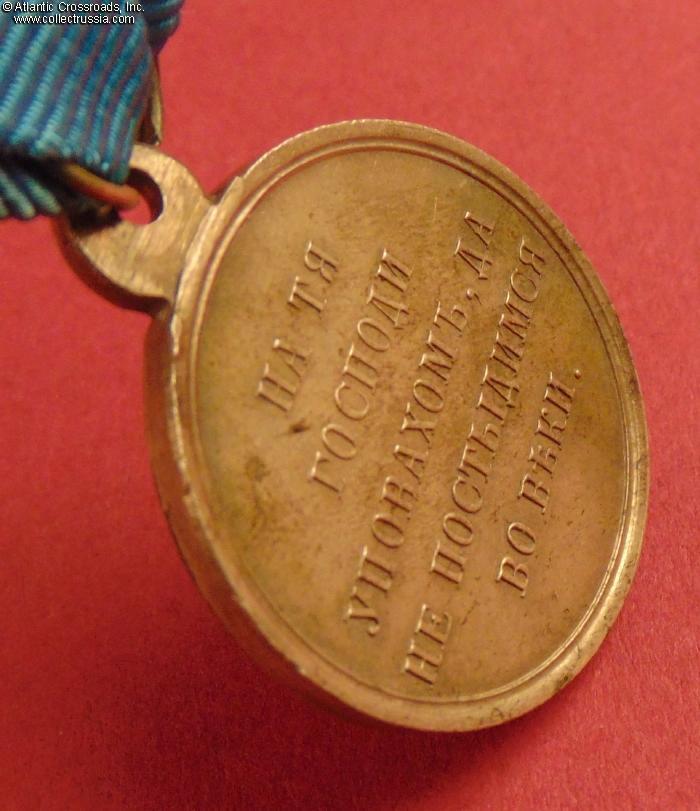 © Atlantic Crossroads, Inc.
www.collectrussia.com
НА ТЯ
ГОСПОДИ
УПОВАХОМЪ, ДА
НЕ ПОСТЫДИМСЯ
ВО ВѢКИ.